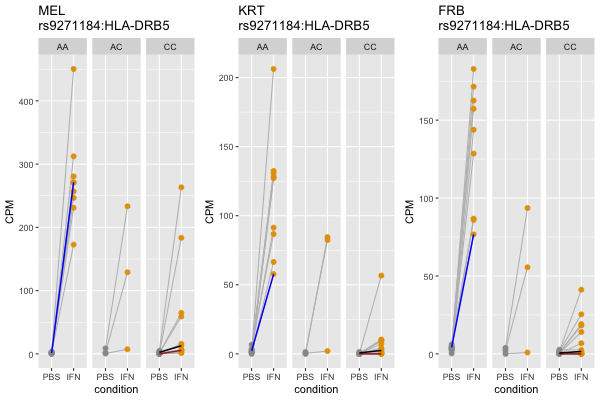 MEL
rs9271184:HLA-DRB5
AA AC CC
400
300
200
100
0
CPM
PBS IFN PBS IFN PBS IFN
condition
KRT
rs9271184:HLA-DRB5
AA AC CC
200
150
100
50
0
CPM
PBS IFN PBS IFN PBS IFN
condition
FRB
rs9271184:HLA-DRB5
AA AC CC
150
100
50
0
CPM
PBS IFN PBS IFN PBS IFN
condition